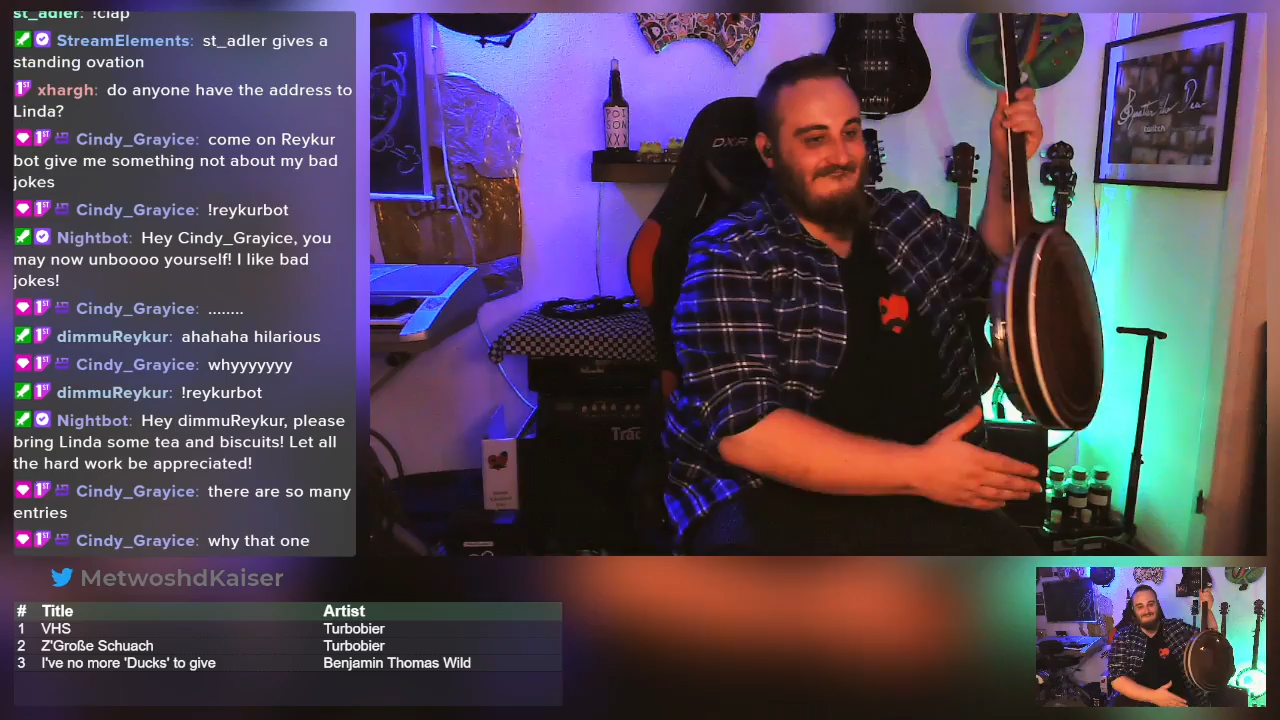 st_adler: !clap
StreamElements: st_adler gives a
standing ovation
xhargh: do anyone have the address to
Linda?
Cindy_Grayice: come on Reykur
bot give me something not about my bad
jokes
Cindy_Grayice: !reykurbot
Nightbot: Hey Cindy_Grayice, you
may now unboooo yourself! I like bad
jokes!
Cindy_Grayice: ........
dimmuReykur: ahahaha hilarious
Cindy_Grayice: whyyyyyyy
dimmuReykur: !reykurbot
Nightbot: Hey dimmuReykur, please
bring Linda some tea and biscuits! Let all
the hard work be appreciated!
Cindy_Grayice: there are so many
entries
Cindy_Grayice: why that one
POI
SON
XXX
DXR
CHEERS
twitch
Trac
MetwoshdKaiser
# Title Artist
1 VHS Turbobier
2 Z'Große Schuach Turbobier
3 I've no more 'Ducks' to give Benjamin Thomas Wild